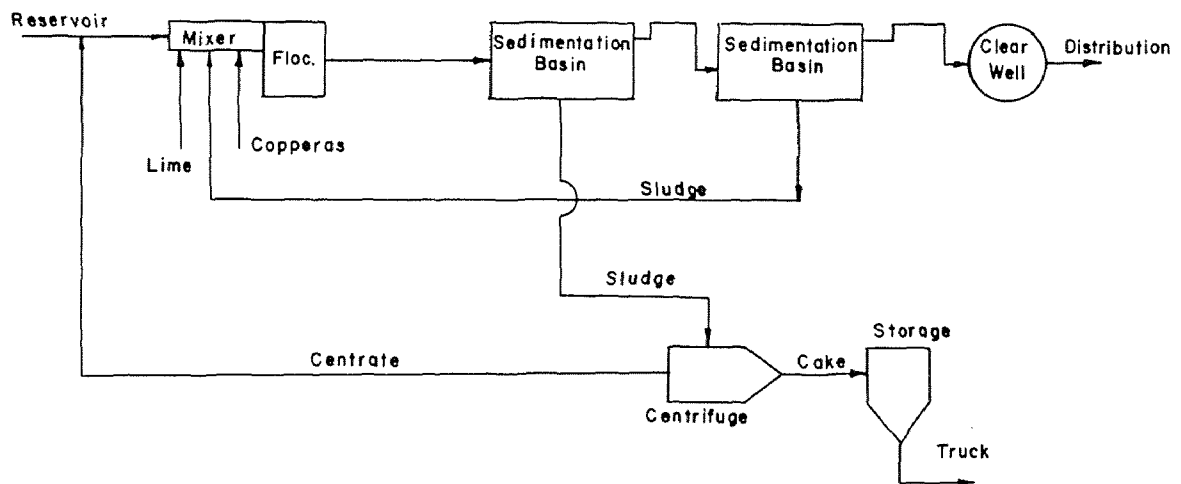 Reservoir
Mixer
Floc.
Sedimentation
Basin
Sedimentation
Basin
Clear
Well
Distribution
Copperas
Lime
Sludge
Sludge
Storage
Centrate
Cake
Centrifuge
Truck